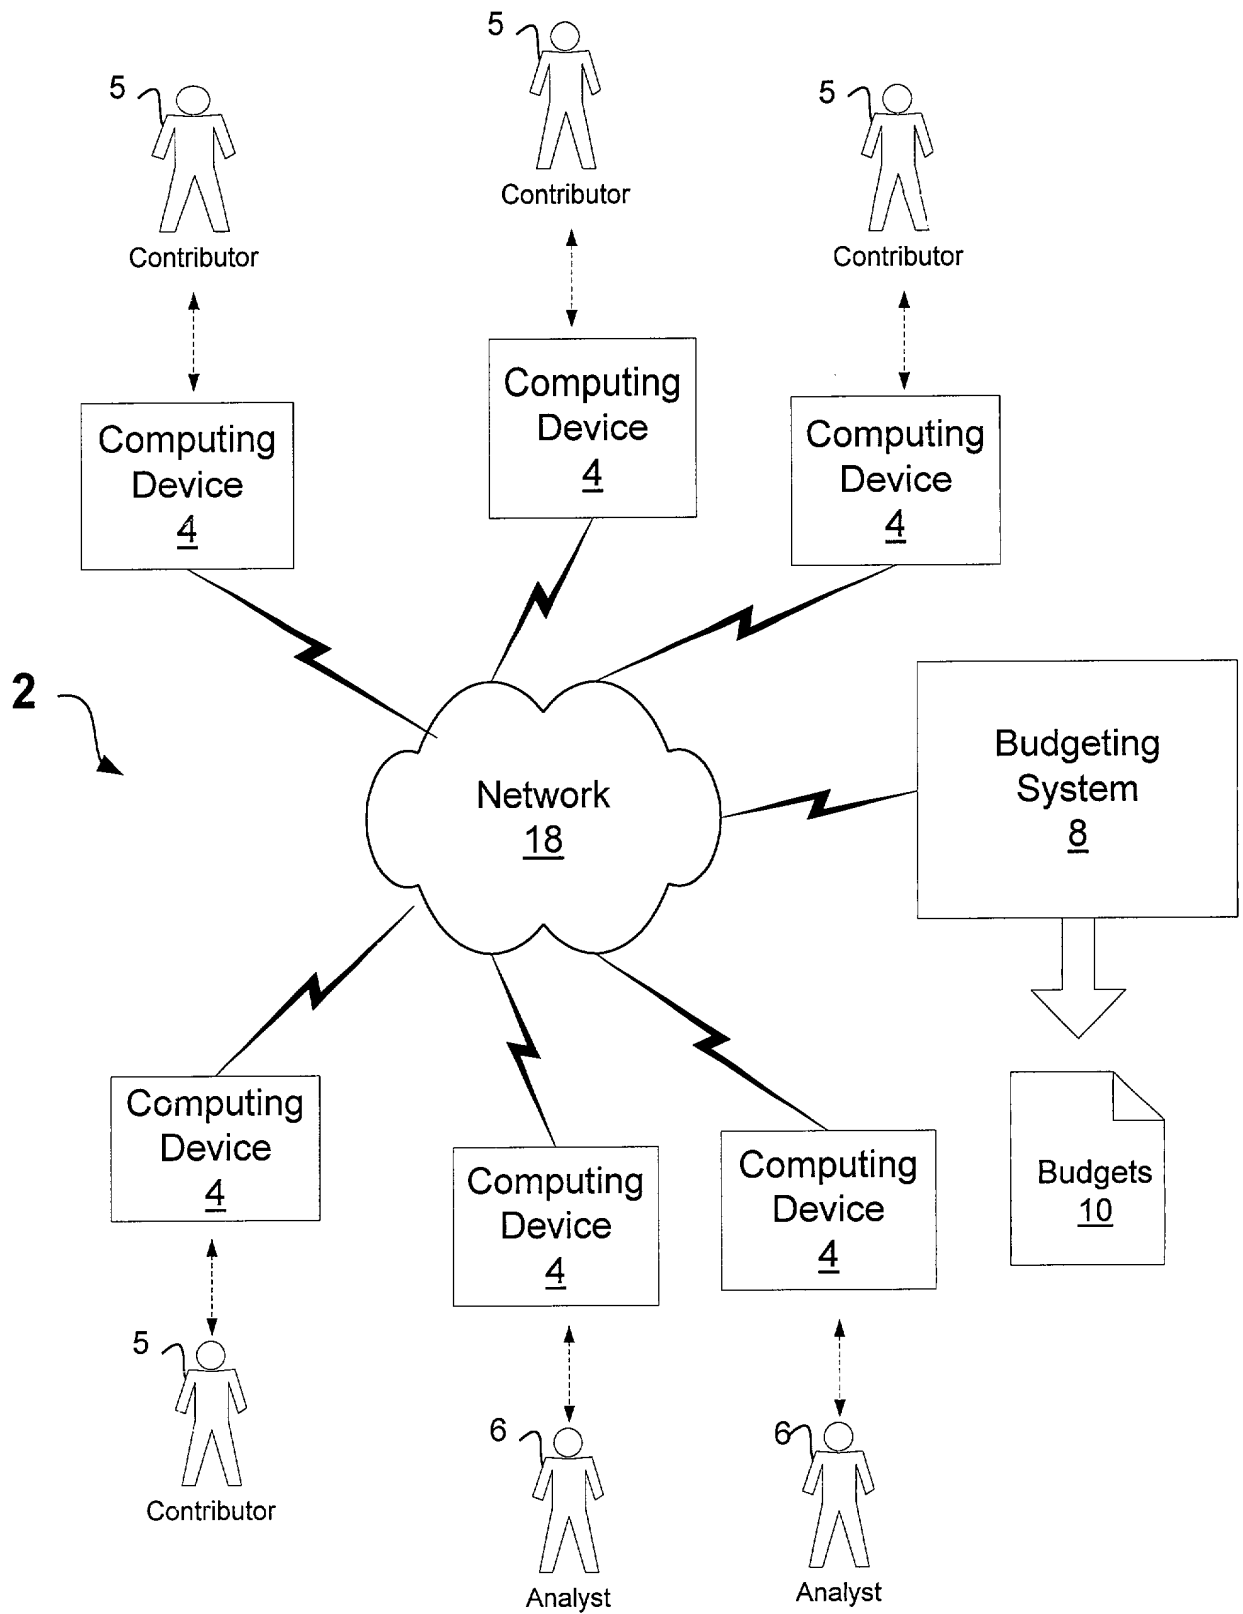 5
5
5
Contributor
Contributor
Contributor
Computing
Device
4
Computing
Device
4
Computing
Device
4
2
Network
18
Budgeting
System
8
Computing
Device
4
Computing
Device
4
Computing
Device
4
Budgets
10
5
Contributor
6
Analyst
6
Analyst